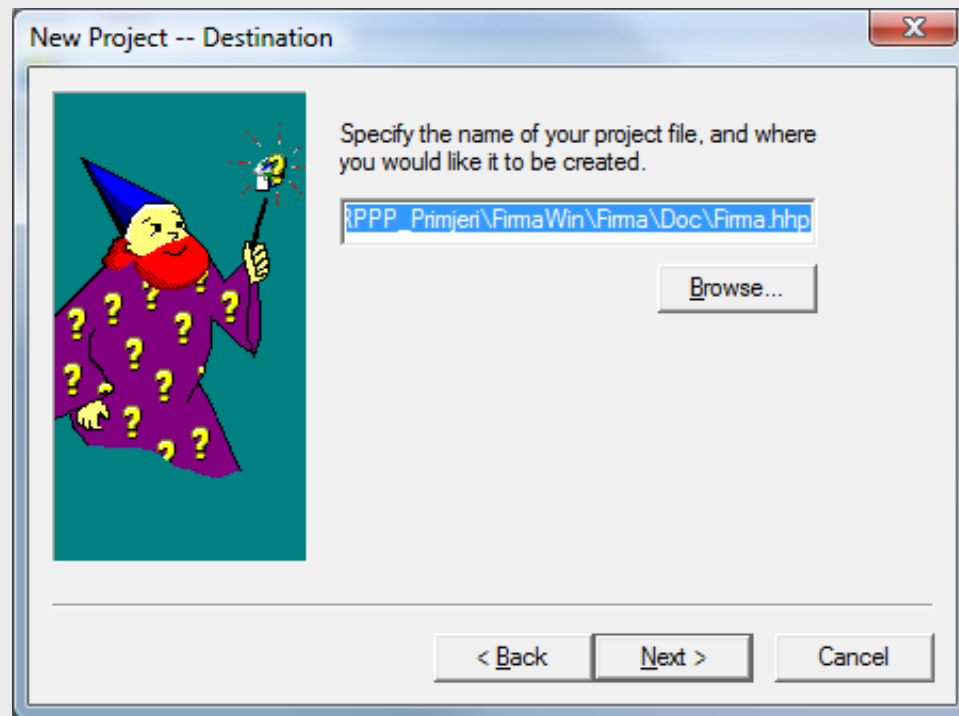 New Project -- Destination
Specify the name of your project file, and where
you would like it to be created.
RPPP_Primjeri\FirmaWin\Firma\Doc\Firma.hhp
Browse...
< Back
Next >
Cancel